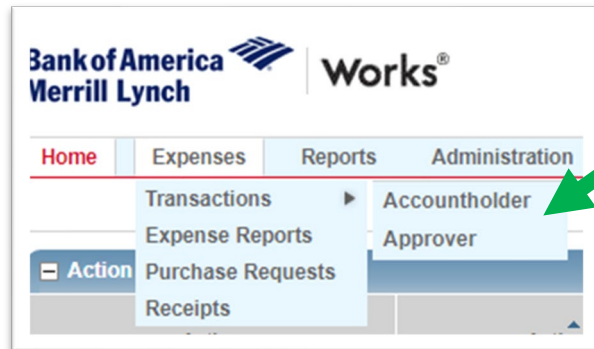 Bank of America
Merrill Lynch
Works®
Home Expenses Reports Administration
Transactions Accountholder
Expense Reports Approver
Action Purchase Requests
Receipts